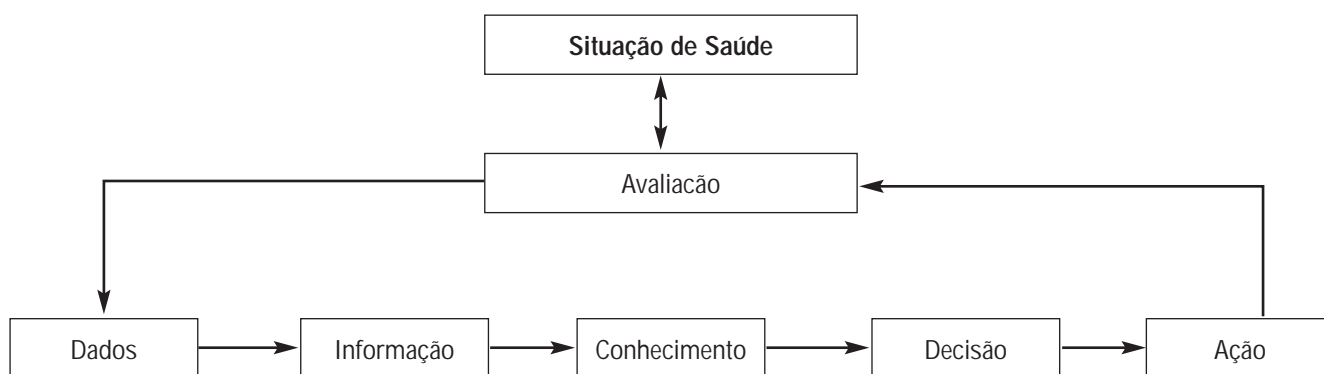 Situação de Saúde
Avaliacão
Dados
Informação
Conhecimento
Decisão
Ação